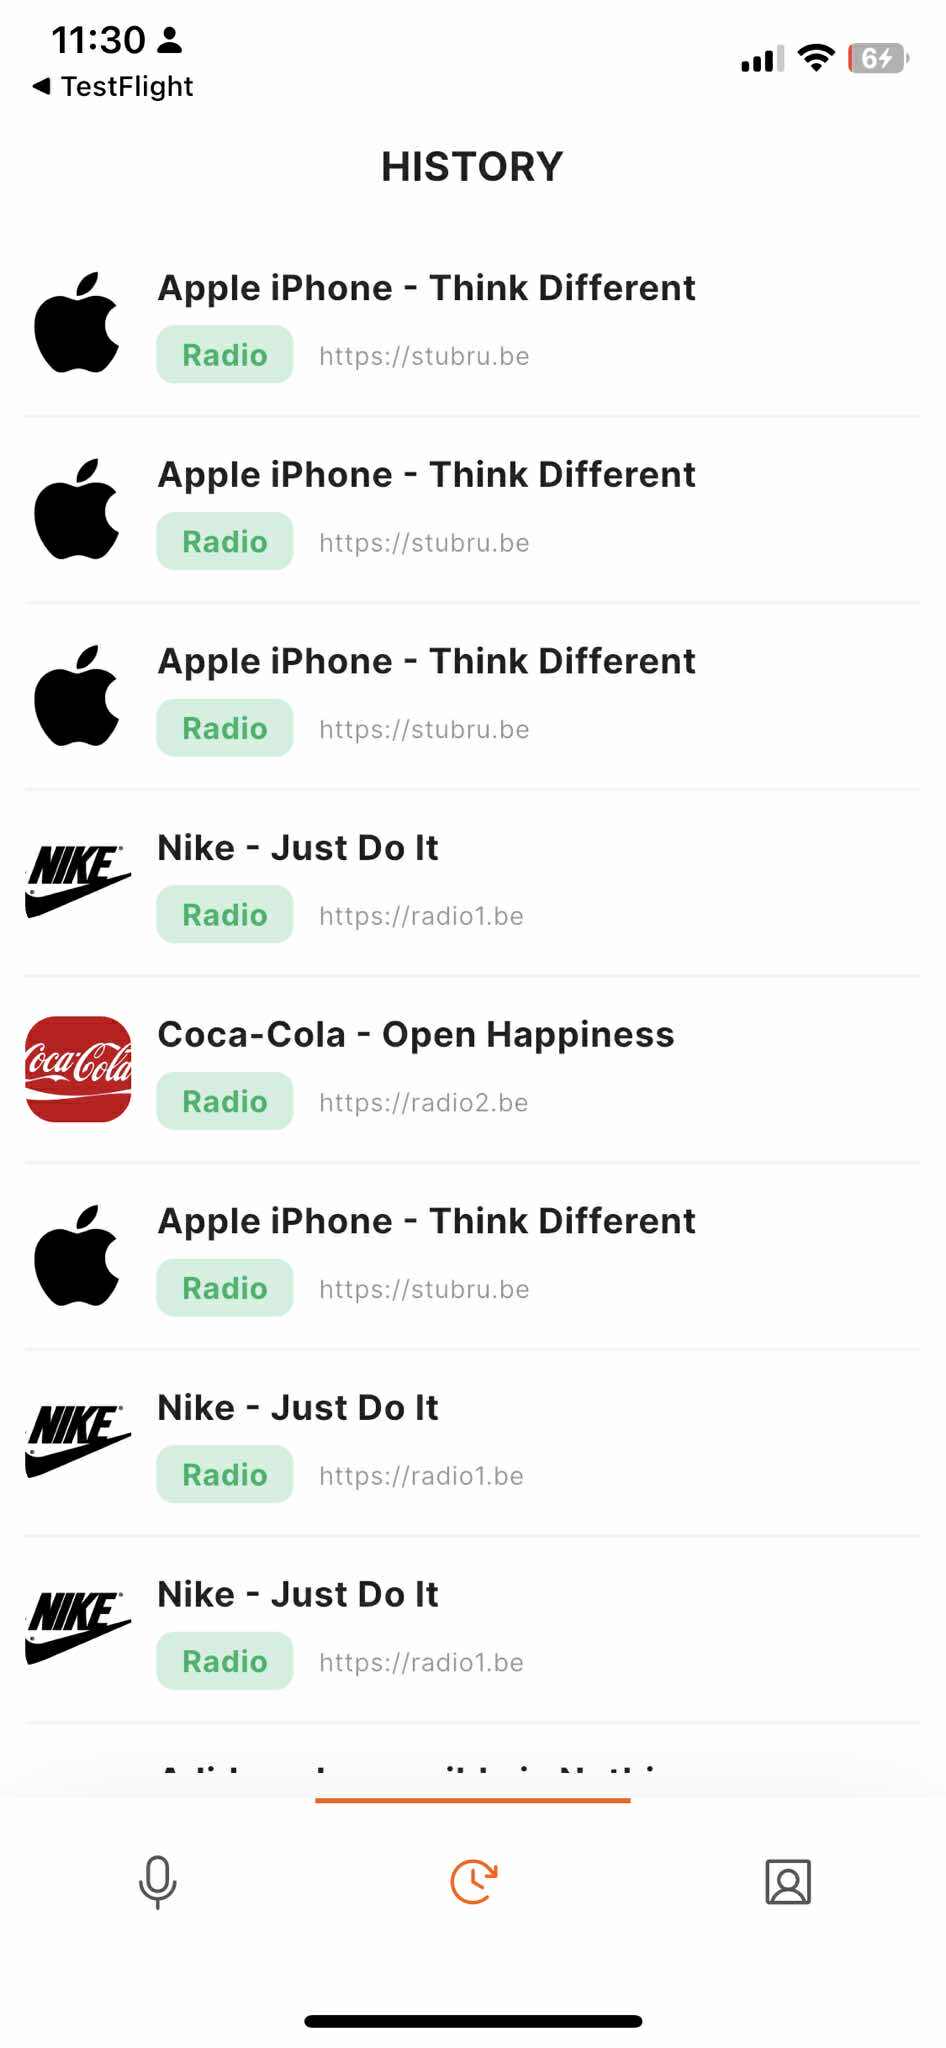 11:30
6
TestFlight
HISTORY
Apple iPhone - Think Different
Radio https://stubru.be
Apple iPhone - Think Different
Radio https://stubru.be
Apple iPhone - Think Different
Radio https://stubru.be
NIKE
Nike - Just Do It
Radio https://radio1.be
Coca-Cola
Coca-Cola - Open Happiness
Radio https://radio2.be
Apple iPhone - Think Different
Radio https://stubru.be
NIKE
Nike - Just Do It
Radio https://radio1.be
NIKE
Nike - Just Do It
Radio https://radio1.be